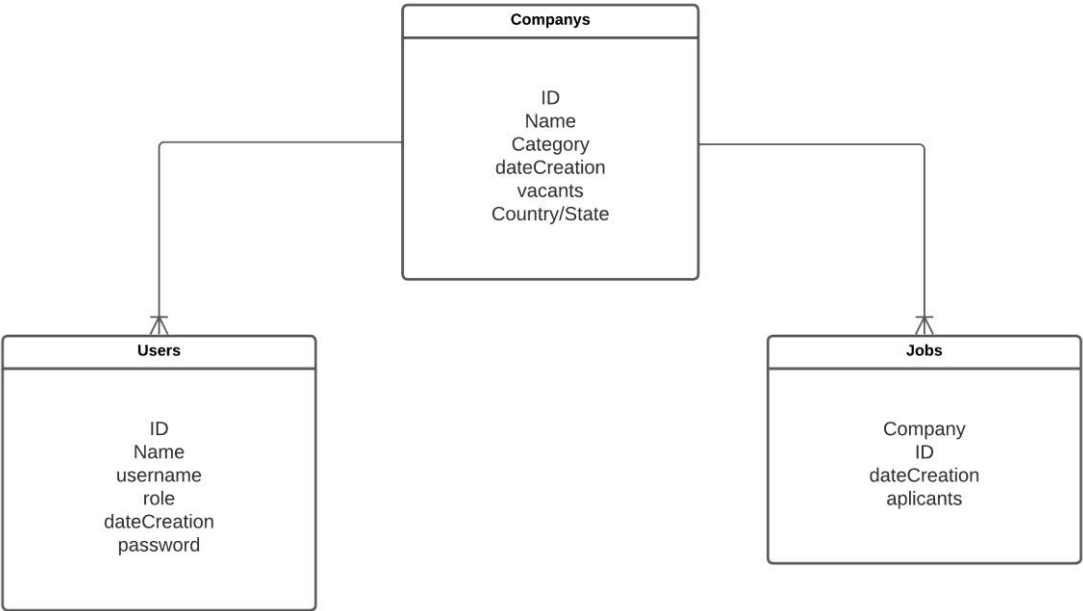 Companys
ID
Name
Category
dateCreation
vacants
Country/State
Users
ID
Name
username
role
dateCreation
password
Jobs
Company
ID
dateCreation
aplicants